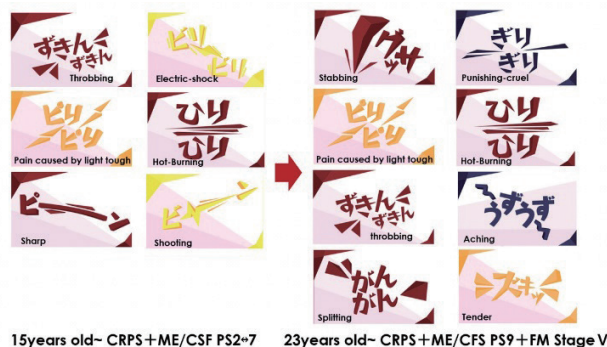 ずきん
ずきん
Throbbing
ビリ
ビリ
Electric-shock
ピリ
ピリ
Pain caused by light tough
ひり
ひり
Hot-Burning
ピーン
Sharp
ビーン
Shooting
15years old~ CRPS+ME/CSF PS2↔7
グッサ
Stabbing
ぎり
ぎり
Punishing-cruel
ピリ
ピリ
Pain caused by light tough
ひり
ひり
Hot-Burning
ずきん
ずきん
throbbing
うずうず
Aching
がん
がん
Splitting
ズキッ
Tender
23years old~ CRPS+ME/CFS PS9+FM Stage V